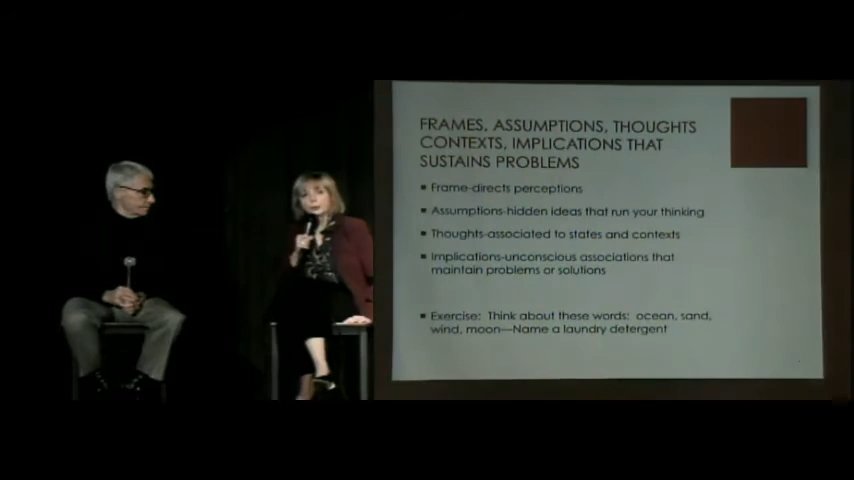 FRAMES, ASSUMPTIONS, THOUGHTS
CONTEXTS, IMPLICATIONS THAT
SUSTAINS PROBLEMS
▪ Frame-directs perceptions
▪ Assumptions-hidden ideas that run your thinking
▪ Thoughts-associated to states and contexts
▪ Implications-unconscious associations that
maintain problems or solutions
▪ Exercise: Think about these words: ocean, sand,
wind, moon—Name a laundry detergent